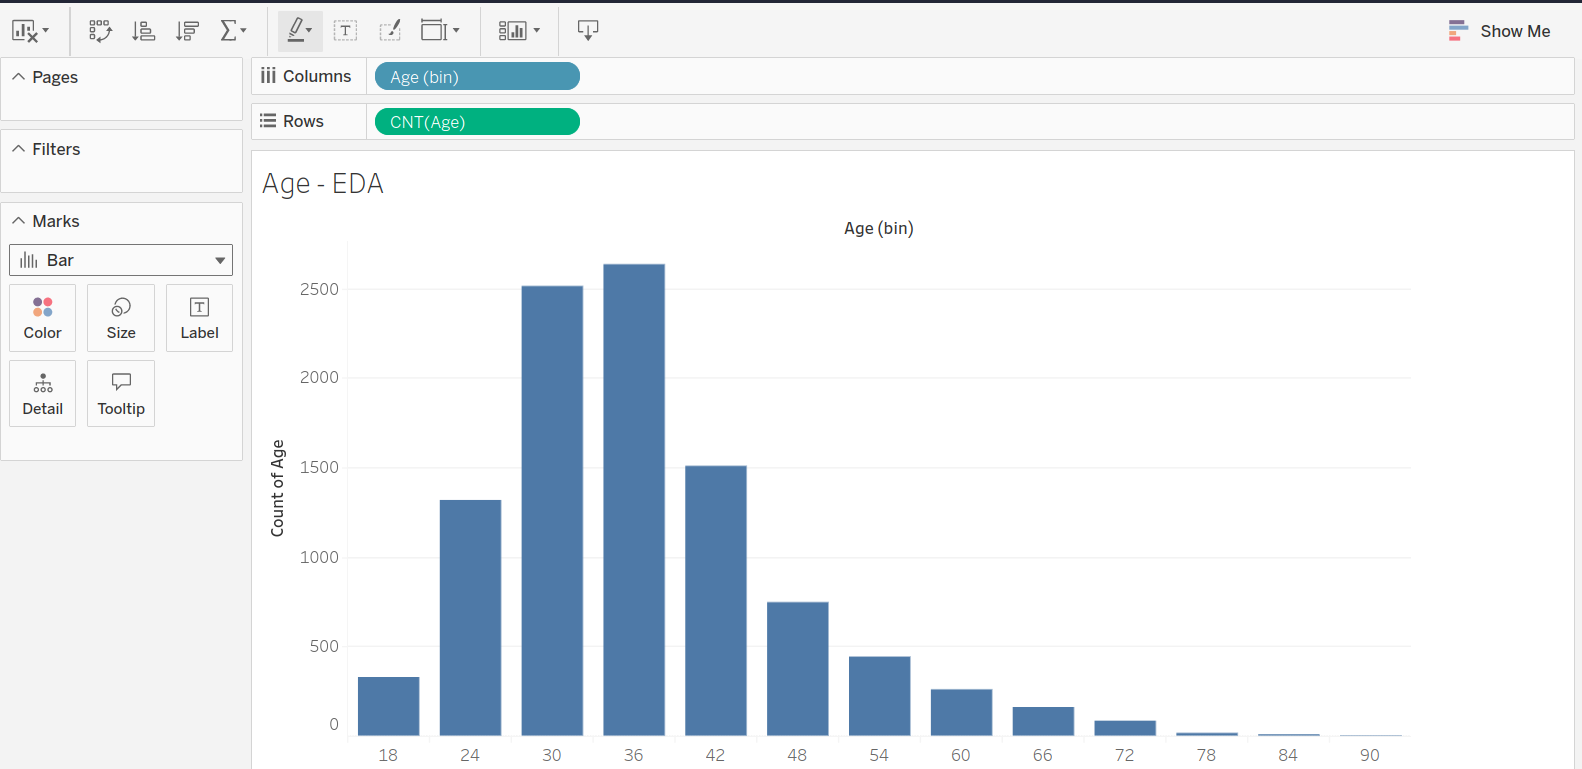 Show Me
Pages
Columns
Age (bin)
Rows
CNT(Age)
Filters
Marks
Bar
Color
Size
Label
Detail
Tooltip
Age - EDA
Age (bin)
Count of Age
2500
2000
1500
1000
500
0
18 24 30 36 42 48 54 60 66 72 78 84 90